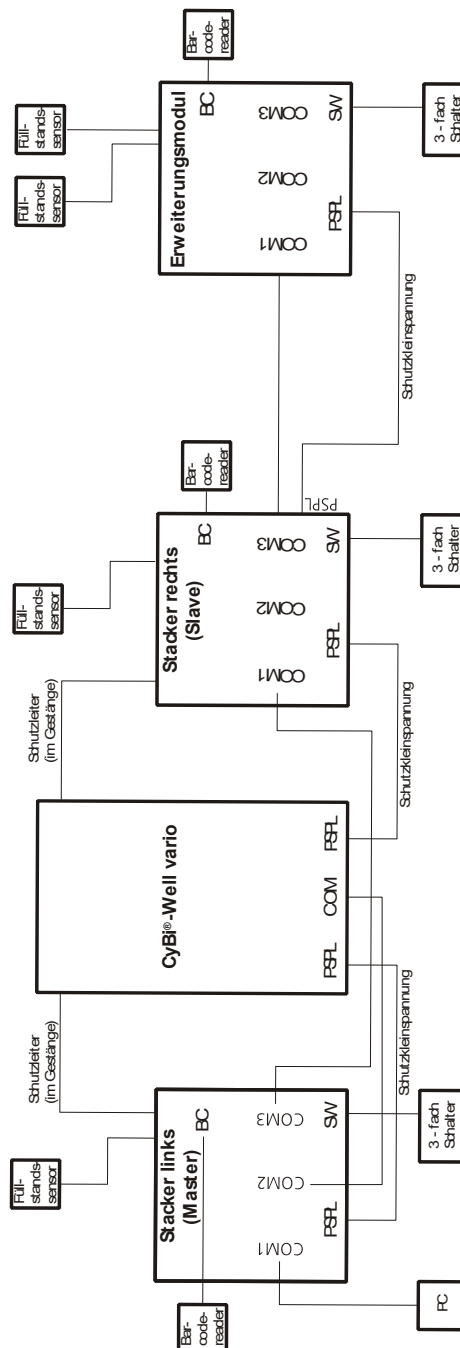 Füll-
stands-
sensor
Bar-
code-
reader
Stacker links
(Master)
BC
COM1
COM2
COM3
PSPL
SW
PC
3 - fach
Schalter
Schutzleiter
(im Gestänge)
CyBi®-Well vario
PSPL
COM
PSPL
Schutzkleinspannung
Schutzleiter
(im Gestänge)
Füll-
stands-
sensor
Bar-
code-
reader
Stacker rechts
(Slave)
BC
COM1
COM2
COM3
PSPL
SW
PSPL
Schutzkleinspannung
3 - fach
Schalter
Füll-
stands-
sensor
Füll-
stands-
sensor
Bar-
code-
reader
Erweiterungsmodul
BC
COM1
COM2
COM3
PSPL
SW
Schutzkleinspannung
3 - fach
Schalter